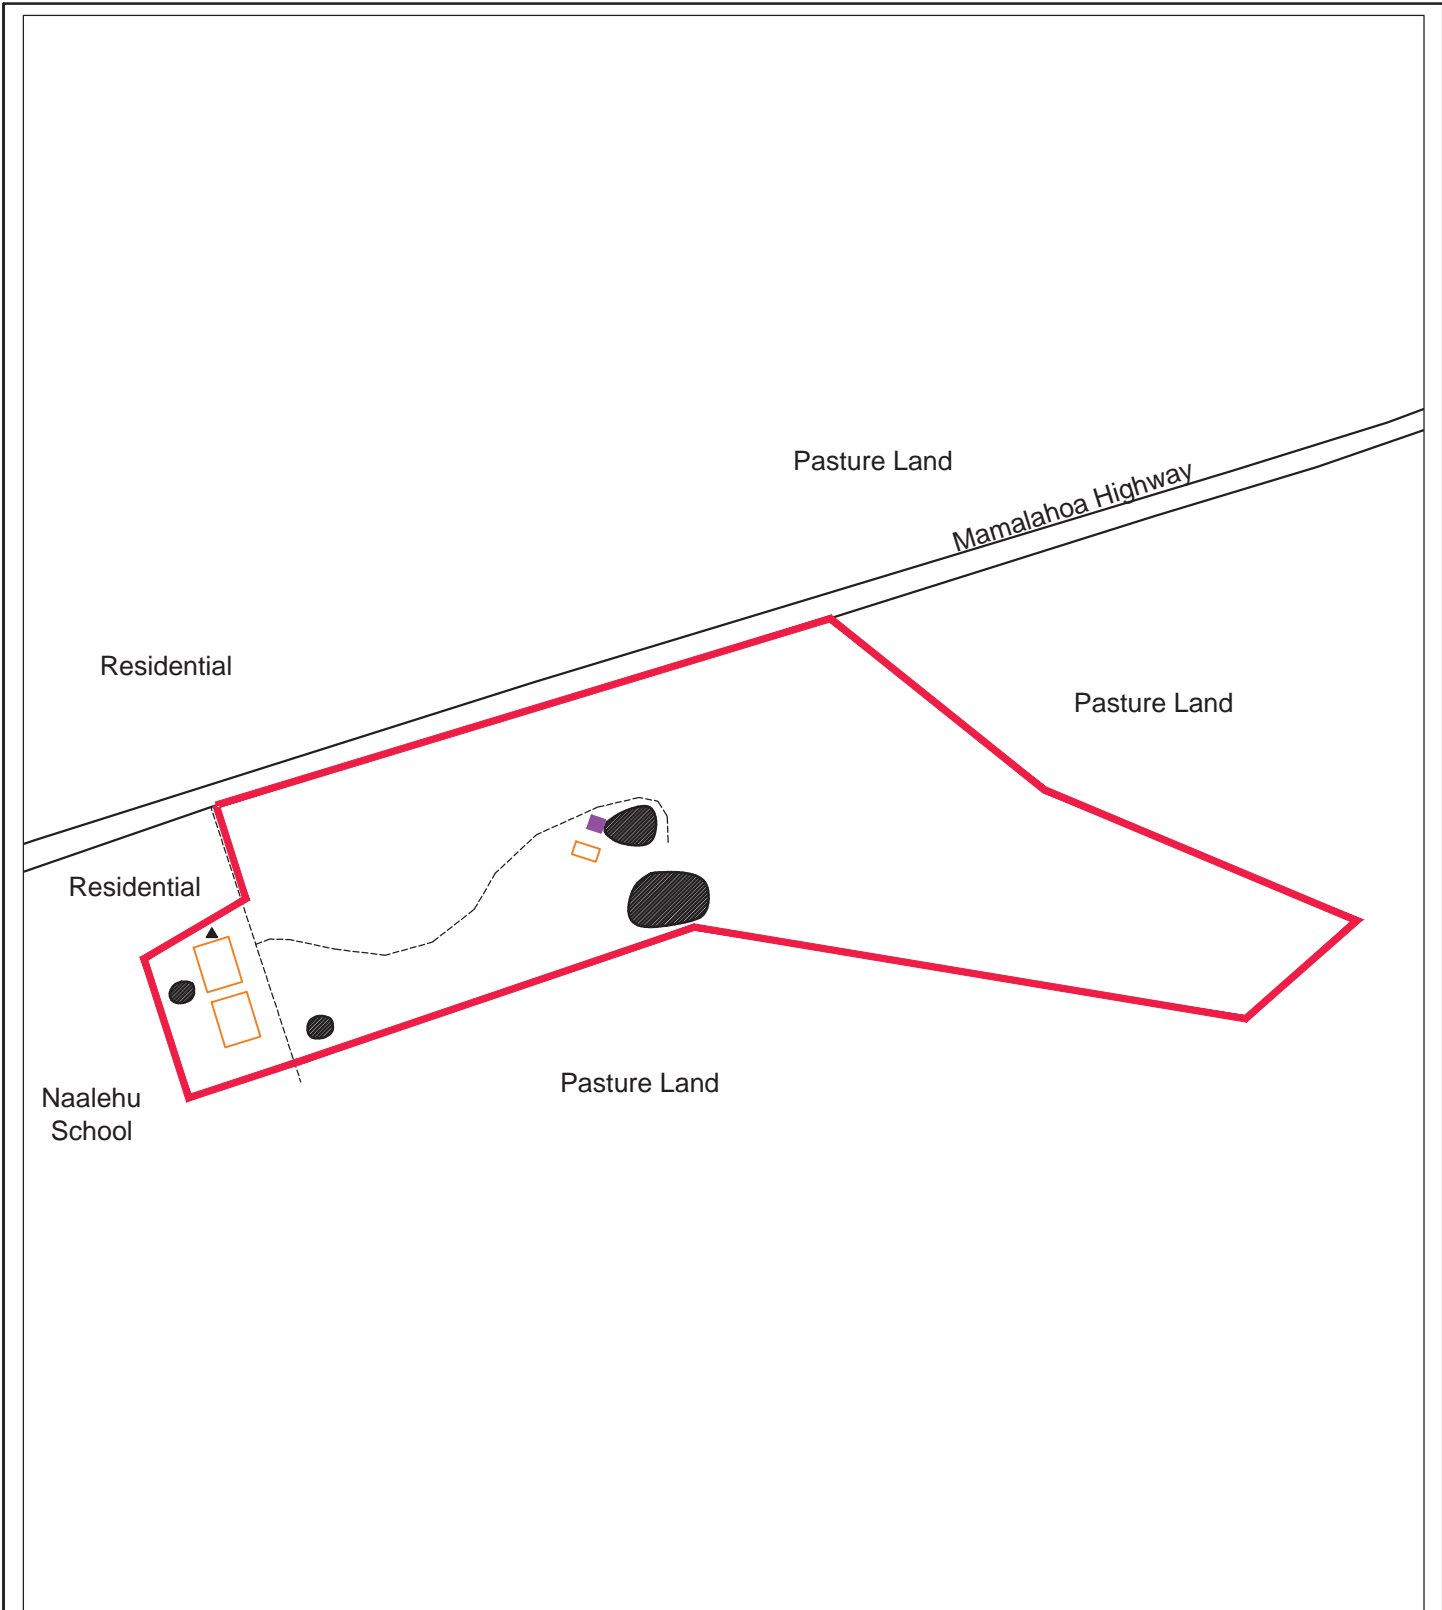 Pasture Land
Mamalahoa Highway
Residential
Pasture Land
Residential
Pasture Land
Naalehu
School